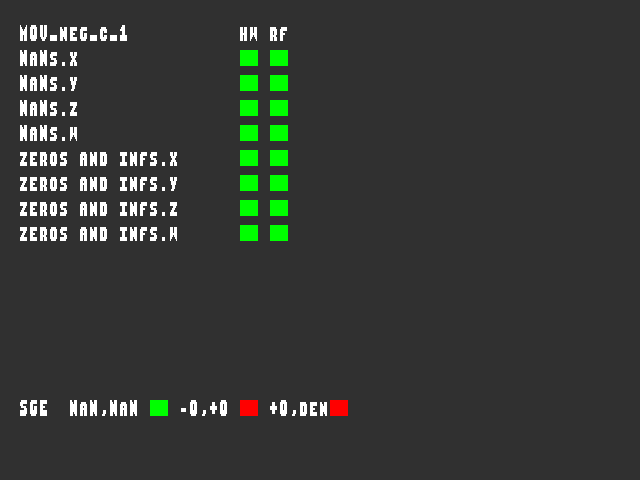 MOV_NEG_C_1 HW RF
NANS.X
NANS.Y
NANS.Z
NANS.W
ZEROS AND INFS.X
ZEROS AND INFS.Y
ZEROS AND INFS.Z
ZEROS AND INFS.W
SGE NAN,NAN -0,+0 +0,DEN